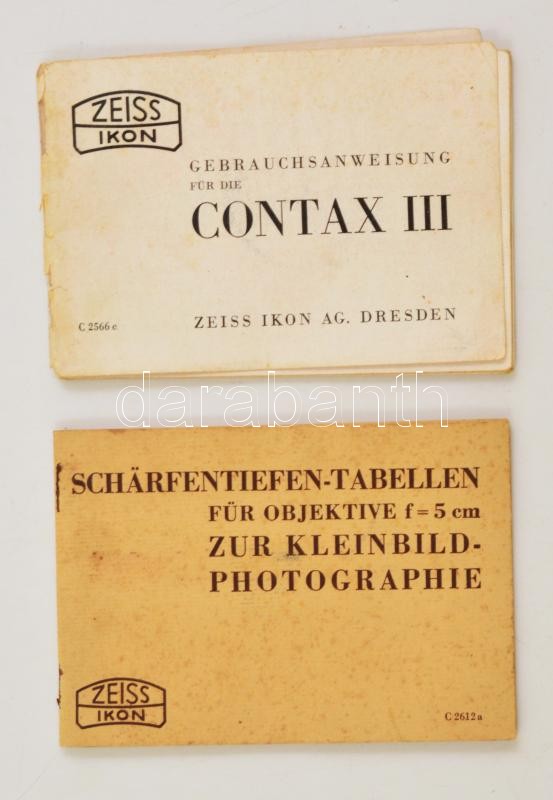 ZEISS
IKON
GEBRAUCHSANWEISUNG
FÜR DIE
CONTAX III
C 2566 e
ZEISS IKON AG. DRESDEN
darabanth
SCHÄRFENTIEFEN-TABELLEN
FÜR OBJEKTIVE f = 5 cm
ZUR KLEINBILD-
PHOTOGRAPHIE
ZEISS
IKON
C 2612 a